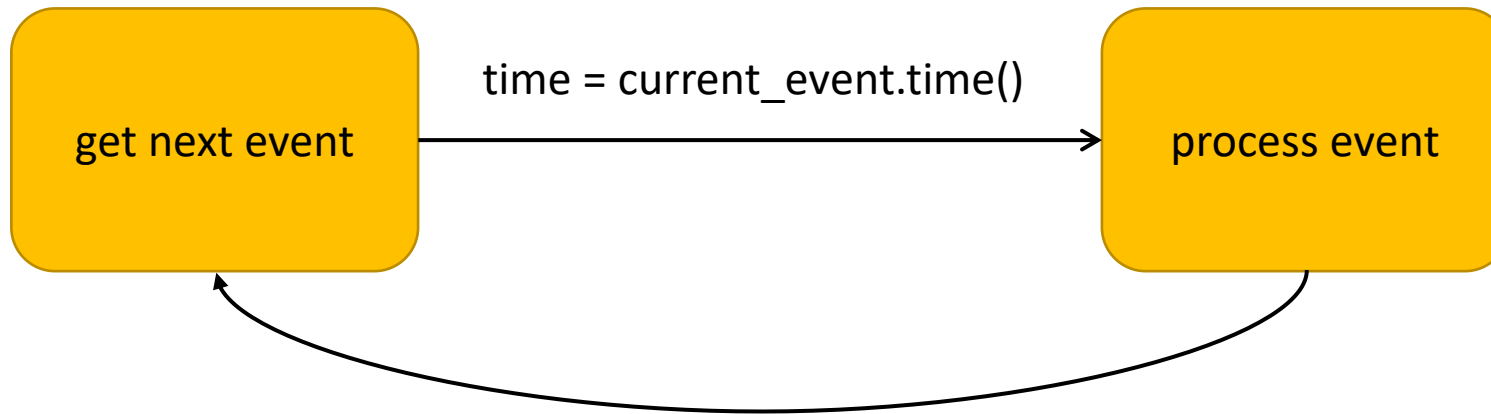 time = current_event.time()
get next event
process event